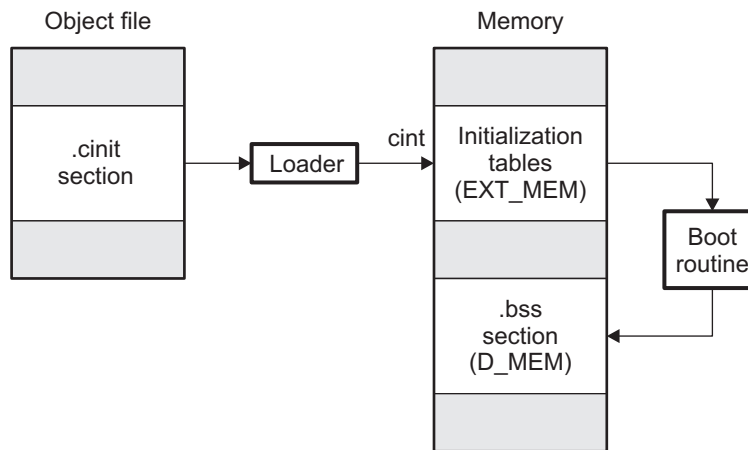 Object file
Memory
.cinit
section
Loader
cint
Initialization
tables
(EXT_MEM)
Boot
routine
.bss
section
(D_MEM)